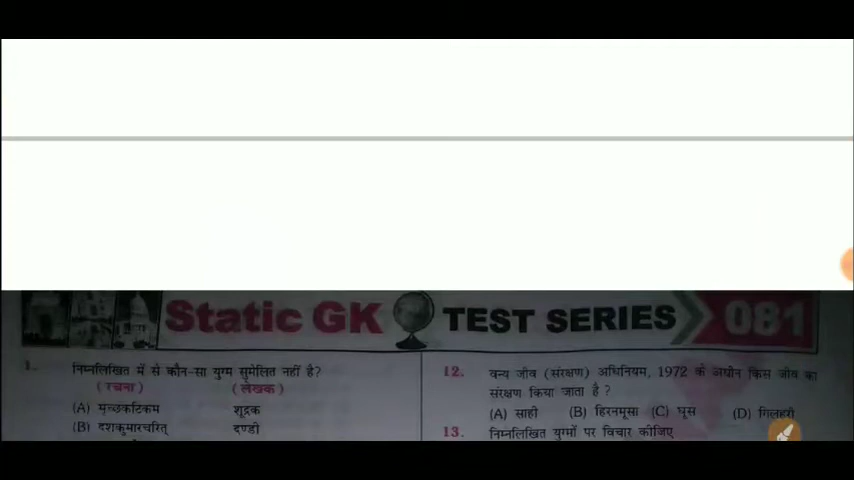 Static GK TEST SERIES 081
1. निम्नलिखित में से कौन-सा युग्म सुमेलित नहीं है?
(रचना) (लेखक)
(A) मृच्छकटिकम शूद्रक
(B) दशकुमारचरित् दण्डी
12. वन्य जीव (संरक्षण) अधिनियम, 1972 के अधीन किस जीव का
संरक्षण किया जाता है ?
(A) साही (B) हिरनमूसा (C) घूस (D) गिलहरी
13. निम्नलिखित युग्मों पर विचार कीजिए